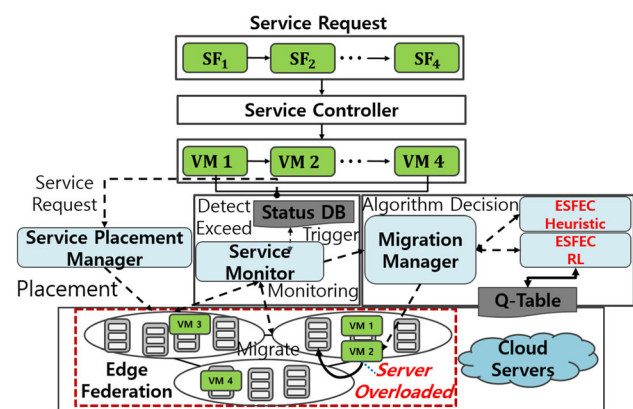 Service Request
SF1
SF2
...
SF4
Service Controller
VM 1
VM 2
...
VM 4
Service
Request
Detect
Exceed
Status DB
Trigger
Algorithm Decision
ESFEC
Heuristic
ESFEC
RL
Service Placement
Manager
Service
Monitor
Migration
Manager
Placement
Monitoring
Q-Table
VM 3
VM 1
Migrate
VM 2
Edge
Federation
VM 4
Server
Overloaded
Cloud
Servers